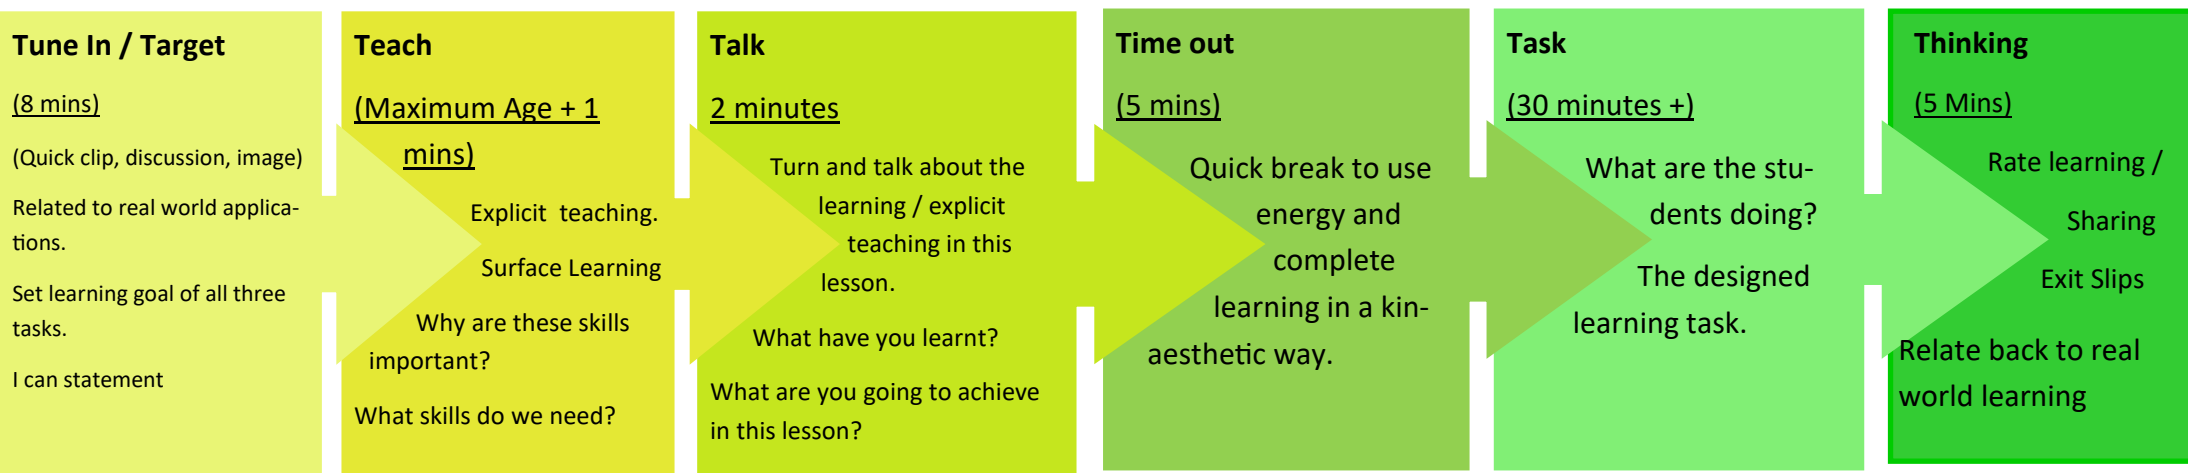 Tune In / Target
(8 mins)
(Quick clip, discussion, image)
Related to real world applica-
tions.
Set learning goal of all three
tasks.
I can statement
Teach
(Maximum Age + 1
mins)
Explicit teaching.
Surface Learning
Why are these skills
important?
What skills do we need?
Talk
2 minutes
Turn and talk about the
learning / explicit
teaching in this
lesson.
What have you learnt?
What are you going to achieve
in this lesson?
Time out
(5 mins)
Quick break to use
energy and
complete
learning in a kin-
aesthetic way.
Task
(30 minutes +)
What are the stu-
dents doing?
The designed
learning task.
Thinking
(5 Mins)
Rate learning /
Sharing
Exit Slips
Relate back to real
world learning